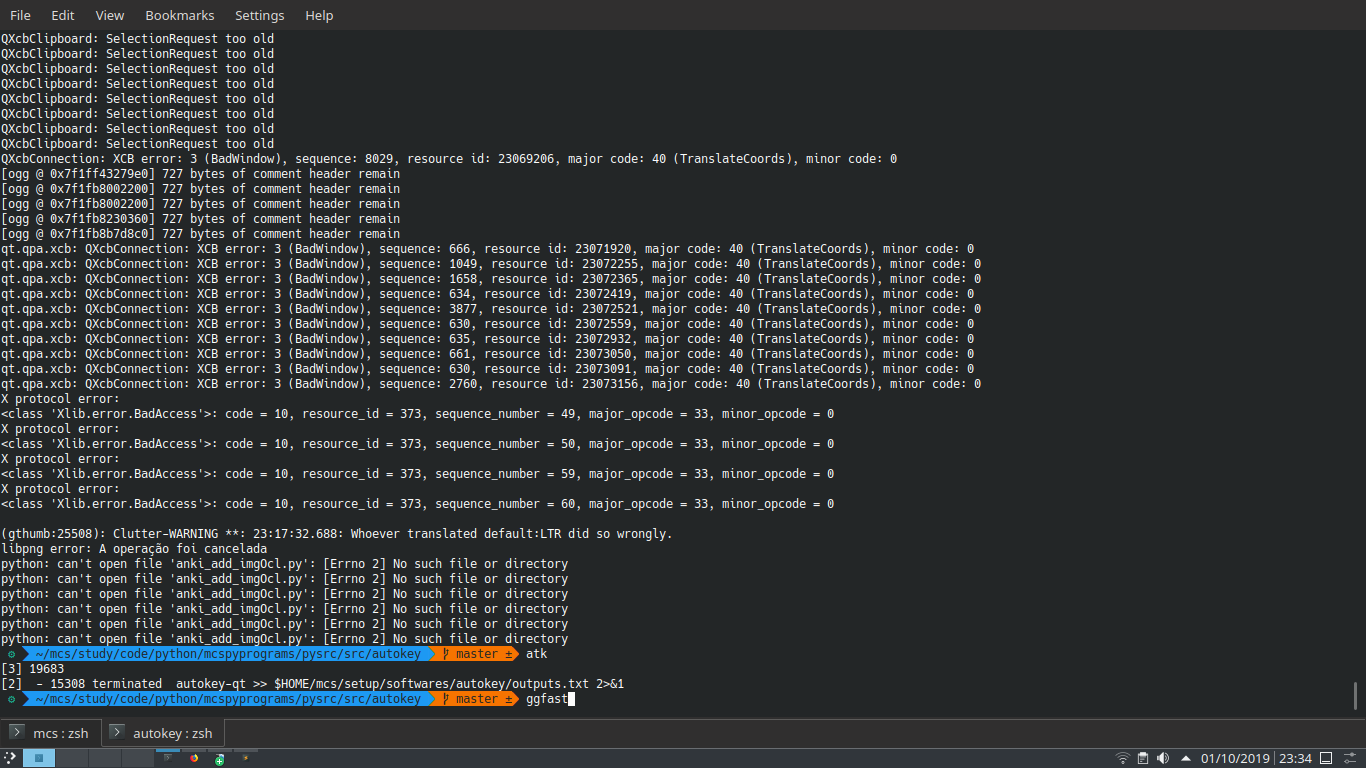 File Edit View Bookmarks Settings Help
QXcbClipboard: SelectionRequest too old
QXcbClipboard: SelectionRequest too old
QXcbClipboard: SelectionRequest too old
QXcbClipboard: SelectionRequest too old
QXcbClipboard: SelectionRequest too old
QXcbClipboard: SelectionRequest too old
QXcbClipboard: SelectionRequest too old
QXcbClipboard: SelectionRequest too old
QXcbConnection: XCB error: 3 (BadWindow), sequence: 8029, resource id: 23069206, major code: 40 (TranslateCoords), minor code: 0
[ogg @ 0x7f1ff43279e0] 727 bytes of comment header remain
[ogg @ 0x7f1fb8002200] 727 bytes of comment header remain
[ogg @ 0x7f1fb8002200] 727 bytes of comment header remain
[ogg @ 0x7f1fb8230360] 727 bytes of comment header remain
[ogg @ 0x7f1fb8b7d8c0] 727 bytes of comment header remain
qt.qpa.xcb: QXcbConnection: XCB error: 3 (BadWindow), sequence: 666, resource id: 23071920, major code: 40 (TranslateCoords), minor code: 0
qt.qpa.xcb: QXcbConnection: XCB error: 3 (BadWindow), sequence: 1049, resource id: 23072255, major code: 40 (TranslateCoords), minor code: 0
qt.qpa.xcb: QXcbConnection: XCB error: 3 (BadWindow), sequence: 1658, resource id: 23072365, major code: 40 (TranslateCoords), minor code: 0
qt.qpa.xcb: QXcbConnection: XCB error: 3 (BadWindow), sequence: 634, resource id: 23072419, major code: 40 (TranslateCoords), minor code: 0
qt.qpa.xcb: QXcbConnection: XCB error: 3 (BadWindow), sequence: 3877, resource id: 23072521, major code: 40 (TranslateCoords), minor code: 0
qt.qpa.xcb: QXcbConnection: XCB error: 3 (BadWindow), sequence: 630, resource id: 23072559, major code: 40 (TranslateCoords), minor code: 0
qt.qpa.xcb: QXcbConnection: XCB error: 3 (BadWindow), sequence: 635, resource id: 23072932, major code: 40 (TranslateCoords), minor code: 0
qt.qpa.xcb: QXcbConnection: XCB error: 3 (BadWindow), sequence: 661, resource id: 23073050, major code: 40 (TranslateCoords), minor code: 0
qt.qpa.xcb: QXcbConnection: XCB error: 3 (BadWindow), sequence: 630, resource id: 23073091, major code: 40 (TranslateCoords), minor code: 0
qt.qpa.xcb: QXcbConnection: XCB error: 3 (BadWindow), sequence: 2760, resource id: 23073156, major code: 40 (TranslateCoords), minor code: 0
X protocol error:
<class 'Xlib.error.BadAccess'>: code = 10, resource_id = 373, sequence_number = 49, major_opcode = 33, minor_opcode = 0
X protocol error:
<class 'Xlib.error.BadAccess'>: code = 10, resource_id = 373, sequence_number = 50, major_opcode = 33, minor_opcode = 0
X protocol error:
<class 'Xlib.error.BadAccess'>: code = 10, resource_id = 373, sequence_number = 59, major_opcode = 33, minor_opcode = 0
X protocol error:
<class 'Xlib.error.BadAccess'>: code = 10, resource_id = 373, sequence_number = 60, major_opcode = 33, minor_opcode = 0
(gthumb:25508): Clutter-WARNING **: 23:17:32.688: Whoever translated default:LTR did so wrongly.
libpng error: A operação foi cancelada
python: can't open file 'anki_add_imgOcl.py': [Errno 2] No such file or directory
python: can't open file 'anki_add_imgOcl.py': [Errno 2] No such file or directory
python: can't open file 'anki_add_imgOcl.py': [Errno 2] No such file or directory
python: can't open file 'anki_add_imgOcl.py': [Errno 2] No such file or directory
python: can't open file 'anki_add_imgOcl.py': [Errno 2] No such file or directory
python: can't open file 'anki_add_imgOcl.py': [Errno 2] No such file or directory
~/mcs/study/code/python/mcspyprograms/pysrc/src/autokey master ± atk
[3] 19683
[2]  - 15308 terminated  autokey-qt >> $HOME/mcs/setup/softwares/autokey/outputs.txt 2>&1
~/mcs/study/code/python/mcspyprograms/pysrc/src/autokey master ± ggfast
mcs : zsh autokey : zsh
01/10/2019 23:34